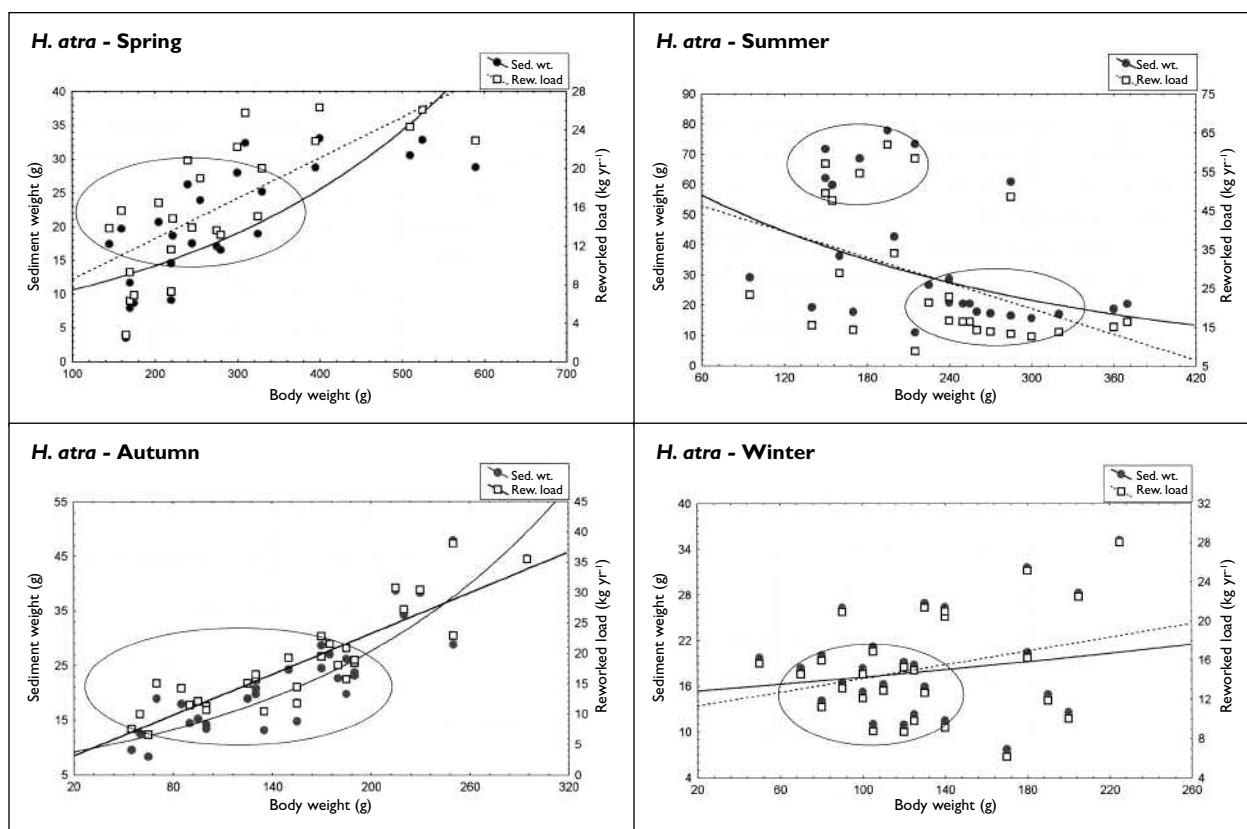 H. atra - Spring
Sed. wt.
Rew. load
40
35
30
25
20
15
10
5
0
28
24
20
16
12
8
4
0
100 200 300 400 500 600 700
Sediment weight (g)
Reworked load (kg yr⁻¹)
Body weight (g)
H. atra - Summer
Sed. wt.
Rew. load
90
80
70
60
50
40
30
20
10
0
75
65
55
45
35
25
15
5
60 120 180 240 300 360 420
Sediment weight (g)
Reworked load (kg yr⁻¹)
Body weight (g)
H. atra - Autumn
Sed. wt.
Rew. load
55
45
35
25
15
5
45
40
35
30
25
20
15
10
5
0
20 80 140 200 260 320
Sediment weight (g)
Reworked load (kg yr⁻¹)
Body weight (g)
H. atra - Winter
Sed. wt.
Rew. load
40
34
28
22
16
10
4
32
28
24
20
16
12
8
4
20 60 100 140 180 220 260
Sediment weight (g)
Reworked load (kg yr⁻¹)
Body weight (g)